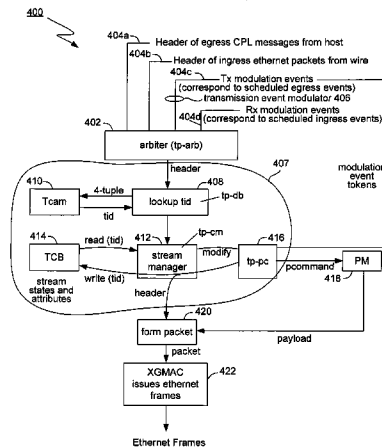 400
404a
Header of egress CPL messages from host
404b
Header of ingress ethernet packets from wire
404c
Tx modulation events
(correspond to scheduled egress events)
transmission event modulator 406
Rx modulation events
404d
(correspond to scheduled ingress events)
402
arbiter (tp-arb)
407
header
modulation
event
tokens
410
Tcam
4-tuple
tid
408
lookup tid
tp-db
414
TCB
read (tid)
write (tid)
412
tp-cm
stream
manager
modify
416
tp-pc
pcommand
PM
418
stream
states and
attributes
header
420
form packet
payload
packet
XGMAC
issues ethernet
frames
422
Ethernet Frames